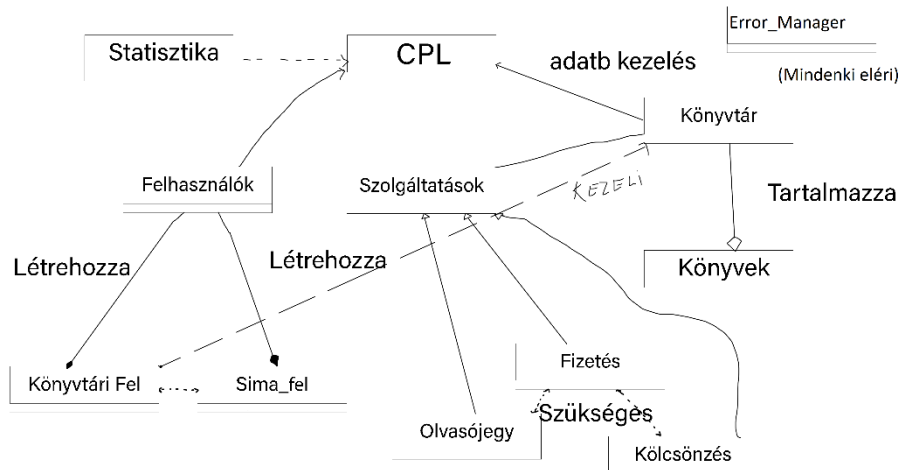 Error_Manager
Statisztika
CPL
adatb kezelés
(Mindenki eléri)
Könyvtár
Felhasználók
Szolgáltatások
KEZELI
Tartalmazza
Létrehozza
Létrehozza
Könyvek
Fizetés
Könyvtári Fel
Sima_fel
Szükséges
Olvasójegy
Kölcsönzés